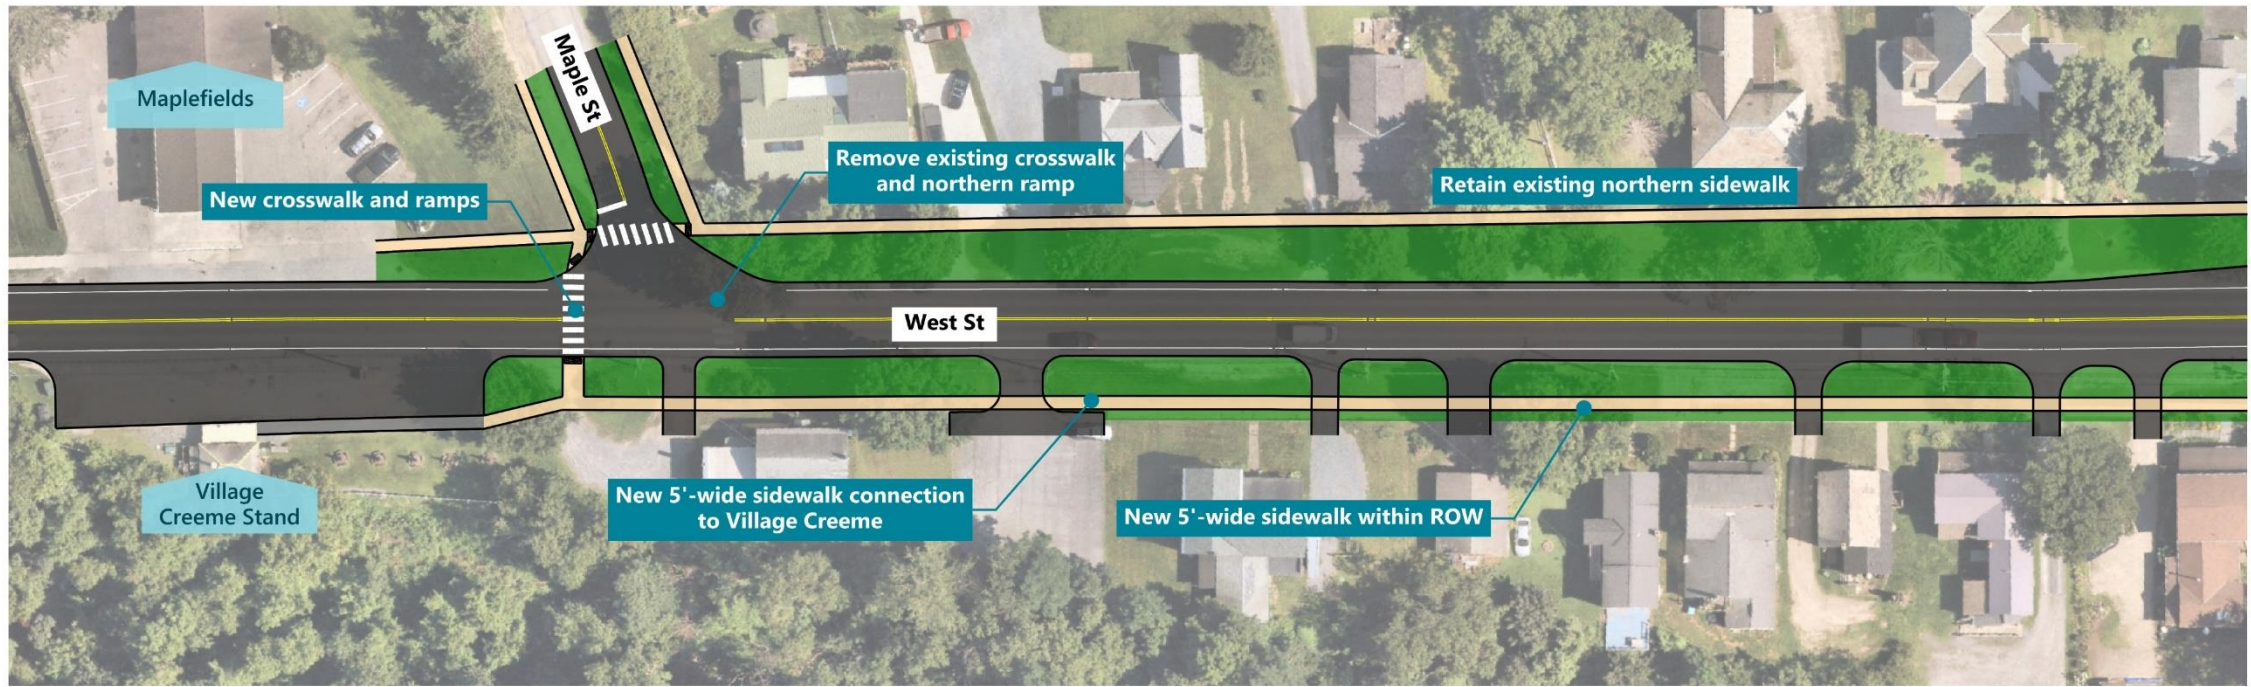 Maple St
Maplefields
Remove existing crosswalk
and northern ramp
Retain existing northern sidewalk
New crosswalk and ramps
West St
Village
Creeme Stand
New 5'-wide sidewalk connection
to Village Creeme
New 5'-wide sidewalk within ROW